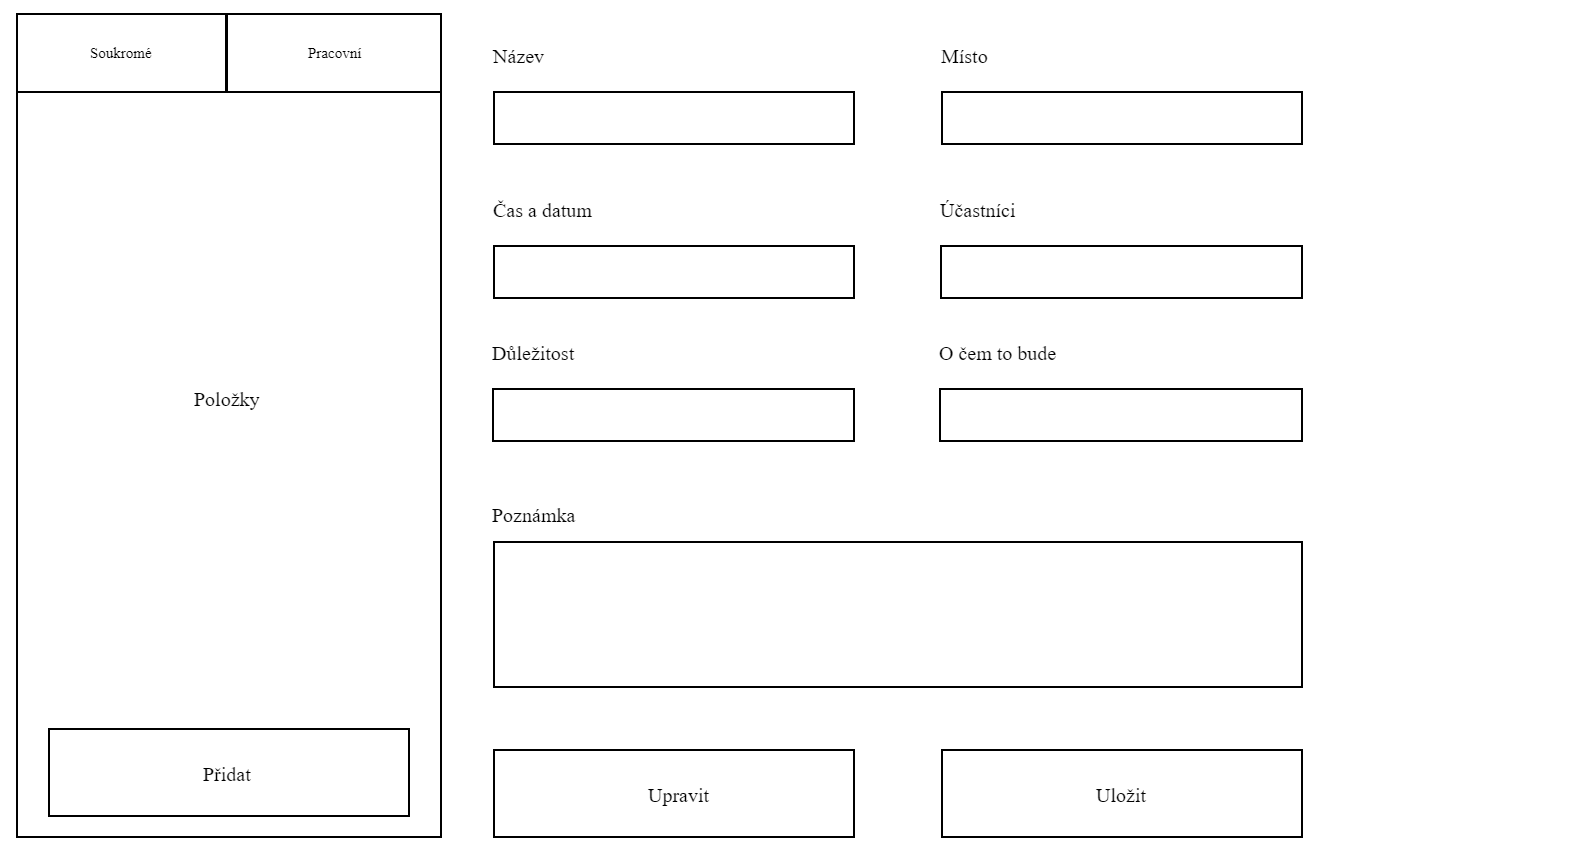 Soukromé
Pracovní
Položky
Přidat
Název
Místo
Čas a datum
Účastníci
Důležitost
O čem to bude
Poznámka
Upravit
Uložit